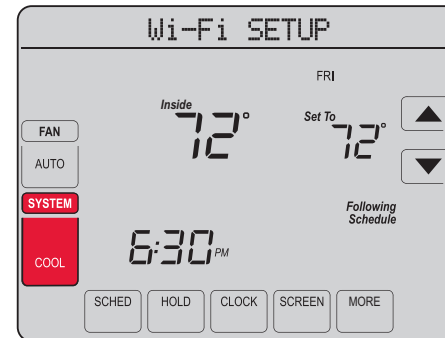 Wi-Fi SETUP
FRI
Inside
72°
Set To
72°
FAN
AUTO
SYSTEM
COOL
Following
Schedule
6:30 PM
SCHED HOLD CLOCK SCREEN MORE